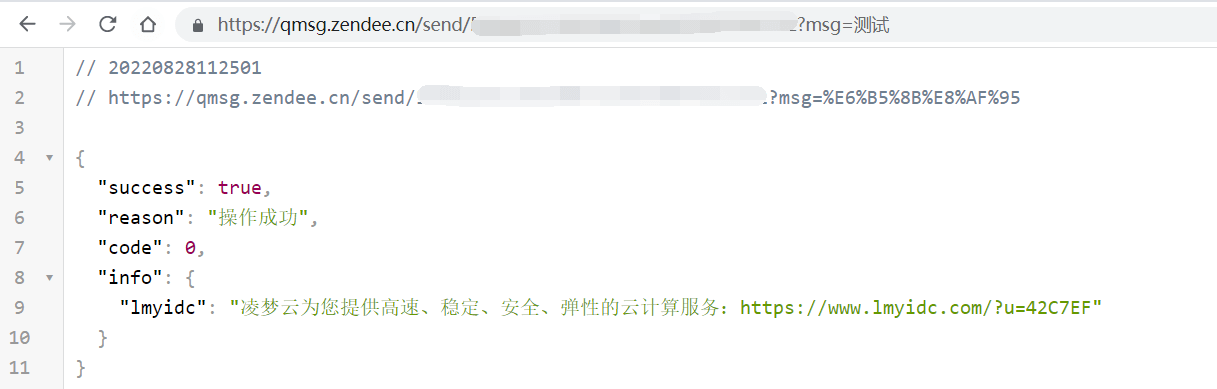 https://qmsg.zendee.cn/send/ ?msg=测试
1 // 20220828112501
2 // https://qmsg.zendee.cn/send/ ?msg=%E6%B5%8B%E8%AF%95
3
4 {
5 "success": true,
6 "reason": "操作成功",
7 "code": 0,
8 "info": {
9 "lmyidc": "凌梦云为您提供高速、稳定、安全、弹性的云计算服务：https://www.lmyidc.com/?u=42C7EF"
10 }
11 }